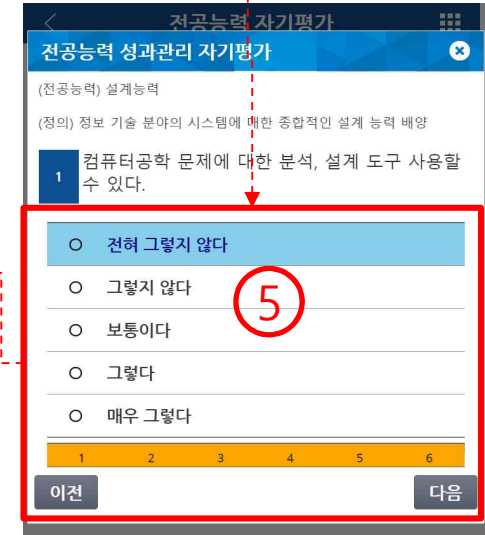 전공능력 자기평가
전공능력 성과관리 자기평가
(전공능력) 설계능력
(정의) 정보 기술 분야의 시스템에 대한 종합적인 설계 능력 배양
1
컴퓨터공학 문제에 대한 분석, 설계 도구 사용할
수 있다.
전혀 그렇지 않다
그렇지 않다
5
보통이다
그렇다
매우 그렇다
1 2 3 4 5 6
이전 다음